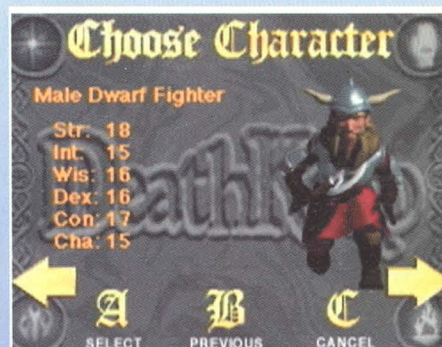 Choose Character
Male Dwarf Fighter
Str: 18
Int. 15
Wis: 16
Dex: 16
Con: 17
Cha: 15
DeathKeep
A B C
SELECT PREVIOUS CANCEL